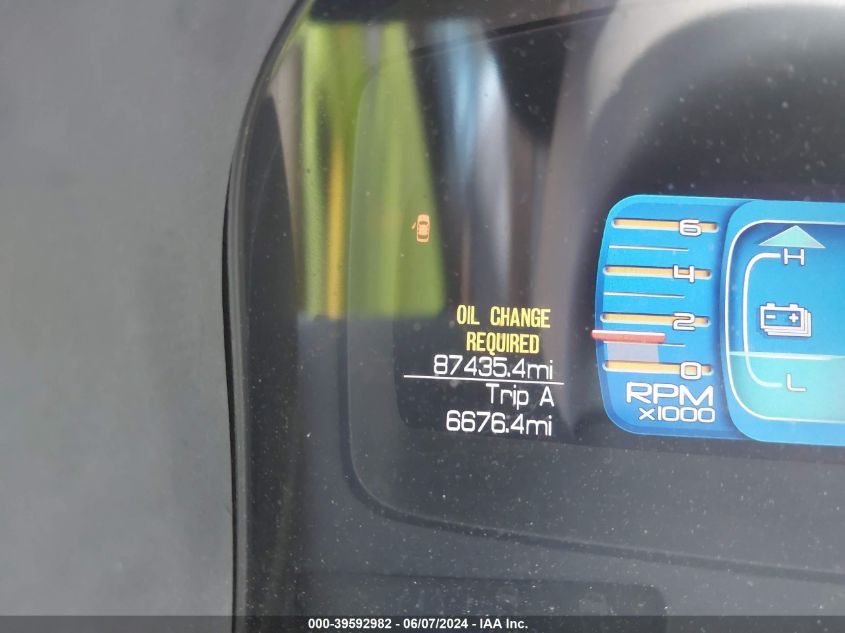 6
4
2
0
RPM
x1000
H
L
OIL CHANGE
REQUIRED
87435.4mi
Trip A
6676.4mi
000-39592982 - 06/07/2024 - IAA Inc.